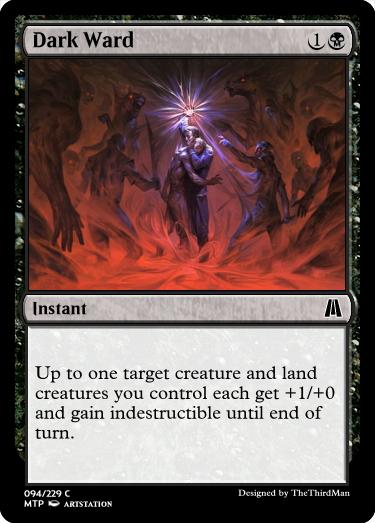 Dark Ward 1
Instant
Up to one target creature and land
creatures you control each get +1/+0
and gain indestructible until end of
turn.
094/229 C
MTP ARTSTATION
Designed by TheThirdMan